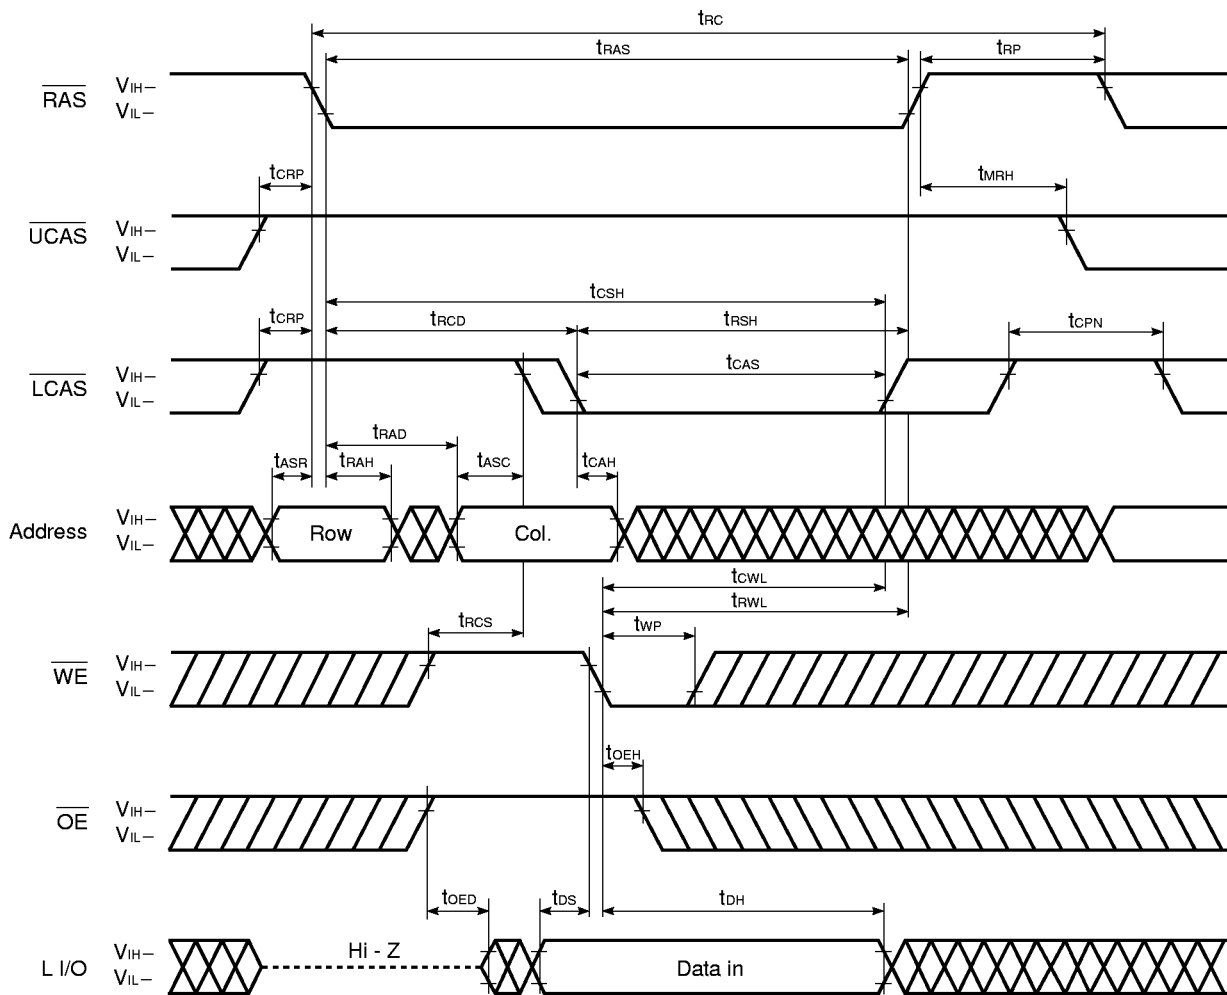 tRC
tRAS
tRP
RAS
VIH–
VIL–
tCRP
tMRH
UCAS
VIH–
VIL–
tCSH
tCRP
tRCD
tRSH
tCPN
LCAS
VIH–
VIL–
tCAS
tRAD
tASR
tRAH
tASC
tCAH
Address
VIH–
VIL–
Row
Col.
tCWL
tRWL
tRCS
tWP
WE
VIH–
VIL–
tOEH
OE
VIH–
VIL–
tOED
tDS
tDH
L I/O
VIH–
VIL–
Hi - Z
Data in